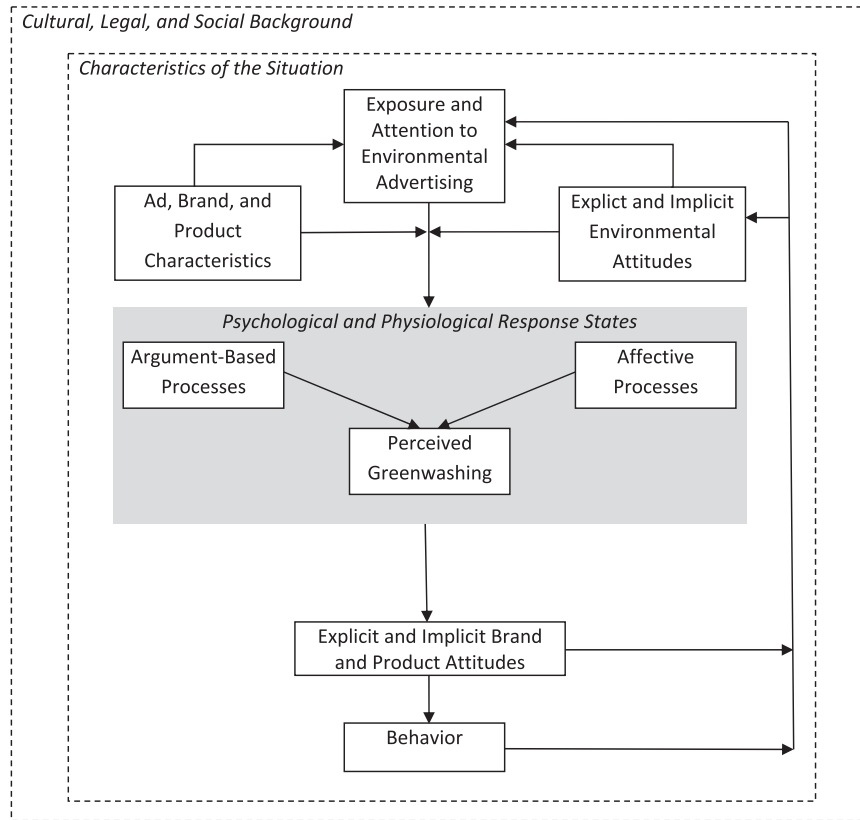 Cultural, Legal, and Social Background
Characteristics of the Situation
Exposure and
Attention to
Environmental
Advertising
Ad, Brand, and
Product
Characteristics
Explict and Implicit
Environmental
Attitudes
Psychological and Physiological Response States
Argument-Based
Processes
Affective
Processes
Perceived
Greenwashing
Explicit and Implicit Brand
and Product Attitudes
Behavior